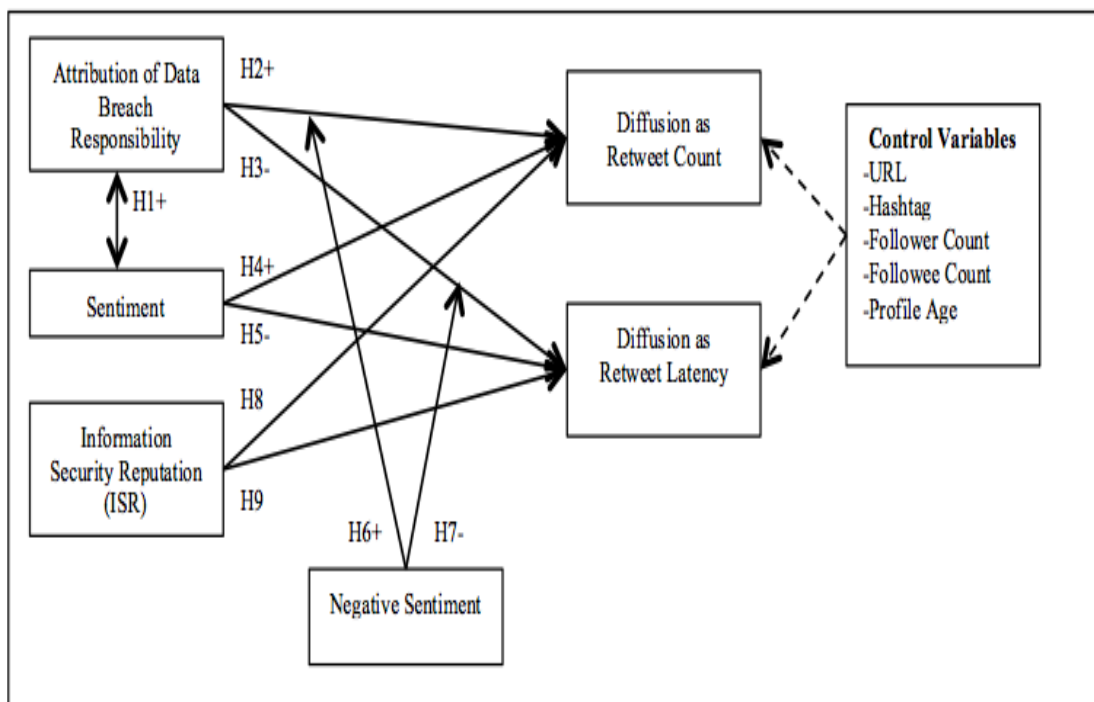 Attribution of Data
Breach
Responsibility
H2+
H3-
H1+
Sentiment
H4+
H5-
Information
Security Reputation
(ISR)
H8
H9
H6+
H7-
Negative Sentiment
Diffusion as
Retweet Count
Diffusion as
Retweet Latency
Control Variables
-URL
-Hashtag
-Follower Count
-Followee Count
-Profile Age